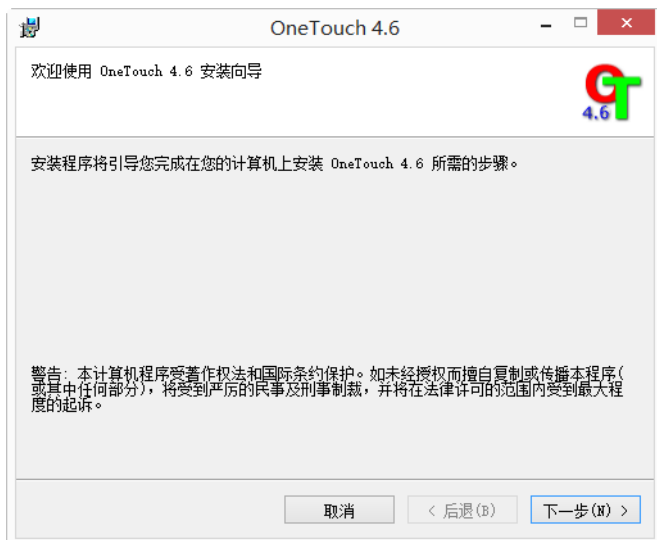 OneTouch 4.6
欢迎使用 OneTouch 4.6 安装向导
OT
4.6
安装程序将引导您完成在您的计算机上安装 OneTouch 4.6 所需的步骤。
警告: 本计算机程序受著作权法和国际条约保护。如未经授权而擅自复制或传播本程序(
或其中任何部分)，将受到严厉的民事及刑事制裁，并将在法律许可的范围内受到最大程
度的起诉。
取消 < 后退(B) 下一步(N) >